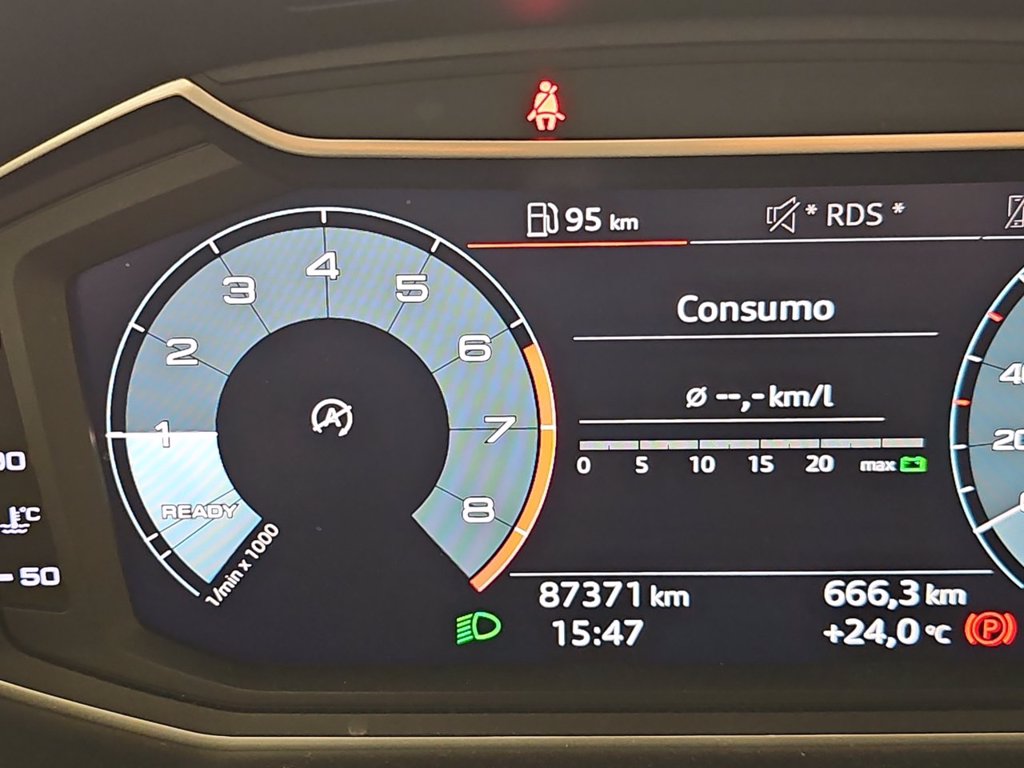 95 km
* RDS *
Consumo
ø --,- km/l
0 5 10 15 20 max
1
2
3
4
5
6
7
8
READY
1/min x 1000
A
°C
50
20
87371 km
666,3 km
15:47
+24,0 °C
P